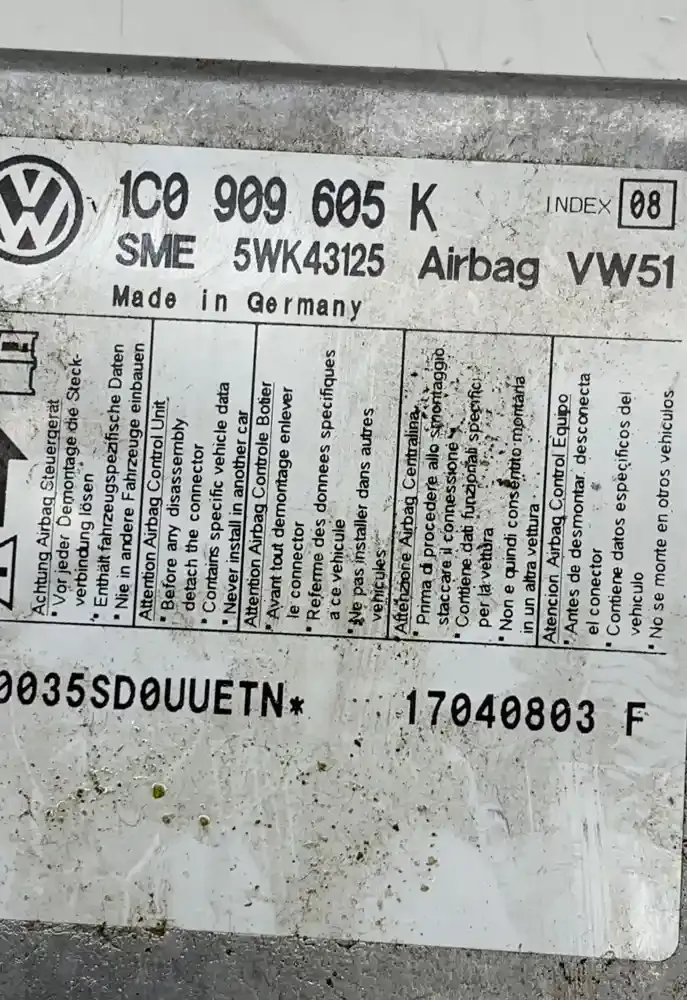 1C0 909 605 K INDEX 08
SME 5WK43125 Airbag VW51
Made in Germany
Achtung Airbag Steuergerät
* Vor jeder Demontage die Steck-
verbindung lösen
* Enthält fahrzeugspezifische Daten
* Nie in andere Fahrzeuge einbauen
Attention Airbag Control Unit
* Before any disassembly
detach the connector
* Contains specific vehicle data
* Never install in another car
Attention Airbag Controle Boîtier
* Avant tout demontage enlever
le connector
* Referme des donnees specifiques
a ce vehicule
* Ne pas installer dans autres
vehicules
Attenzione Airbag Centralina
* Prima di procedere allo smontaggio
staccare il connessione
* Contiene dati funzionali specifici
per la vettura
* Non e quindi consentito montarla
in un altra vettura
Atencion Airbag Control Equipo
* Antes de desmontar, desconecta
el conector
* Contiene datos específicos del
vehículo
* No se monte en otros vehículos
0035SD0UUETN* 17040803 F